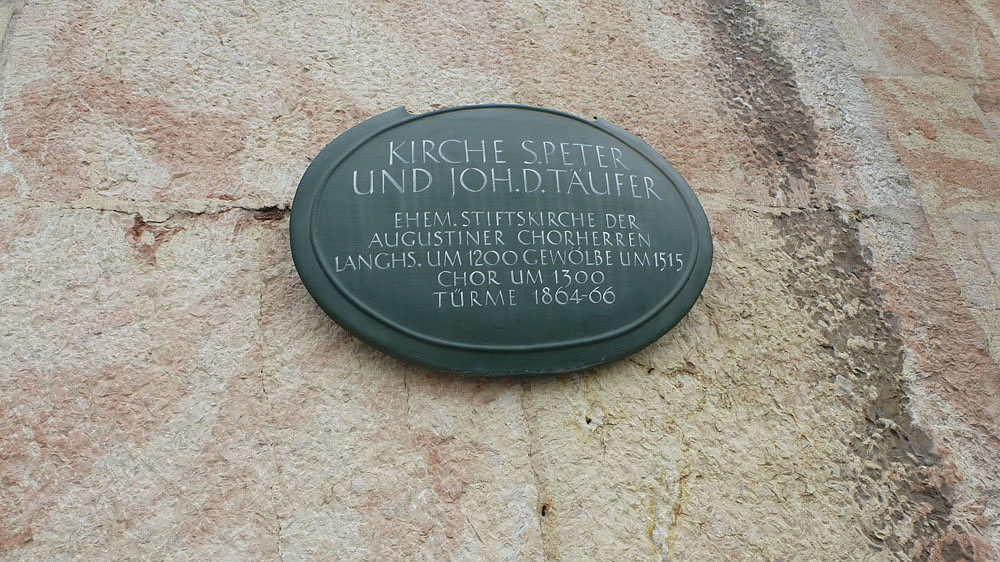 KIRCHE S.PETER
UND JOH.D.TÄUFER
EHEM.STIFTSKIRCHE DER
AUGUSTINER CHORHERREN
LANGHS.UM 1200 GEWÖLBE UM 1515
CHOR UM 1300
TÜRME 1864-66